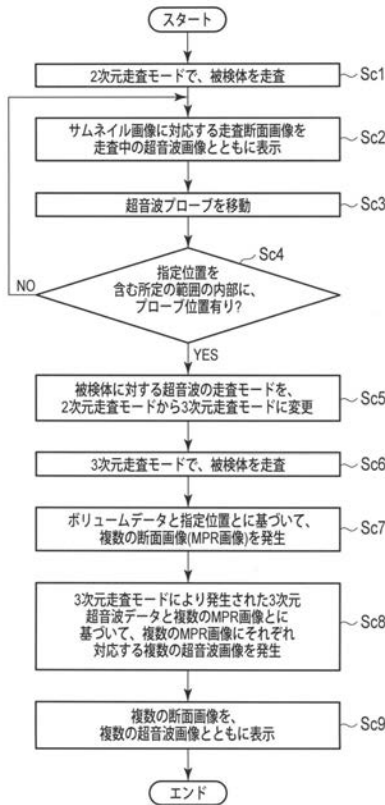 スタート
2次元走査モードで、被検体を走査
Sc1
サムネイル画像に対応する走査断面画像を
走査中の超音波画像とともに表示
Sc2
超音波プローブを移動
Sc3
Sc4
指定位置を
含む所定の範囲の内部に、
プローブ位置有り?
NO
YES
被検体に対する超音波の走査モードを、
2次元走査モードから3次元走査モードに変更
Sc5
3次元走査モードで、被検体を走査
Sc6
ボリュームデータと指定位置とに基づいて、
複数の断面画像(MPR画像)を発生
Sc7
3次元走査モードにより発生された3次元
超音波データと複数のMPR画像とに
基づいて、複数のMPR画像にそれぞれ
対応する複数の超音波画像を発生
Sc8
複数の断面画像を、
複数の超音波画像とともに表示
Sc9
エンド